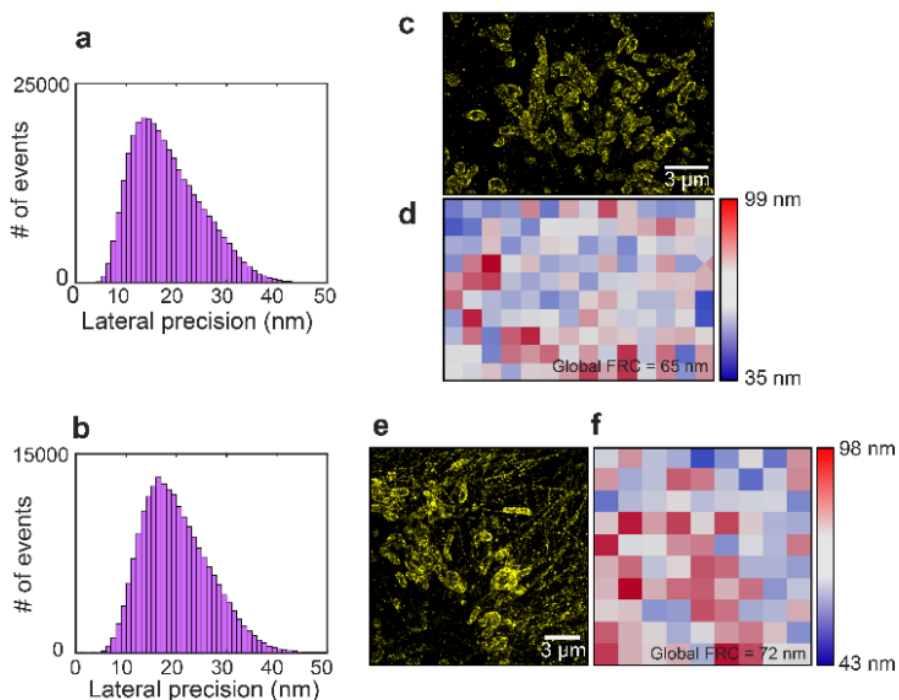 a
25000
# of events
0
0 10 20 30 40 50
Lateral precision (nm)
c
3 µm
d
99 nm
Global FRC = 65 nm
35 nm
b
15000
# of events
0
0 10 20 30 40 50
Lateral precision (nm)
e
3 µm
f
98 nm
Global FRC = 72 nm
43 nm